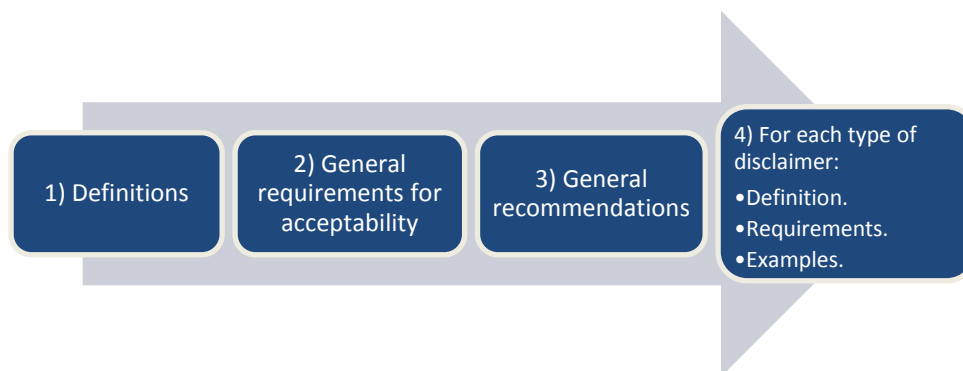 1) Definitions
2) General
requirements for
acceptability
3) General
recommendations
4) For each type of
disclaimer:
•Definition.
•Requirements.
•Examples.